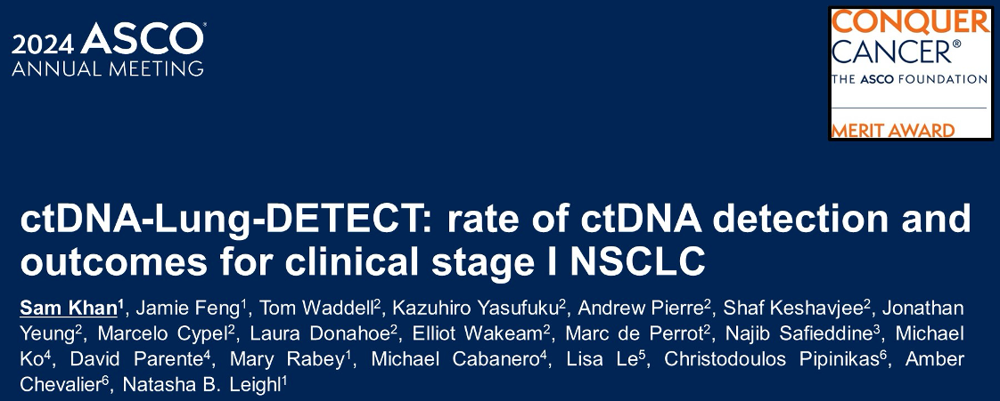 2024 ASCO®
ANNUAL MEETING
CONQUER
CANCER®
THE ASCO FOUNDATION
MERIT AWARD
ctDNA-Lung-DETECT: rate of ctDNA detection and
outcomes for clinical stage I NSCLC
Sam Khan¹, Jamie Feng¹, Tom Waddell², Kazuhiro Yasufuku², Andrew Pierre², Shaf Keshavjee², Jonathan
Yeung², Marcelo Cypel², Laura Donahoe², Elliot Wakeam², Marc de Perrot², Najib Safieddine³, Michael
Ko⁴, David Parente⁴, Mary Rabey¹, Michael Cabanero⁴, Lisa Le⁵, Christodoulos Pipinikas⁶, Amber
Chevalier⁶, Natasha B. Leighl¹